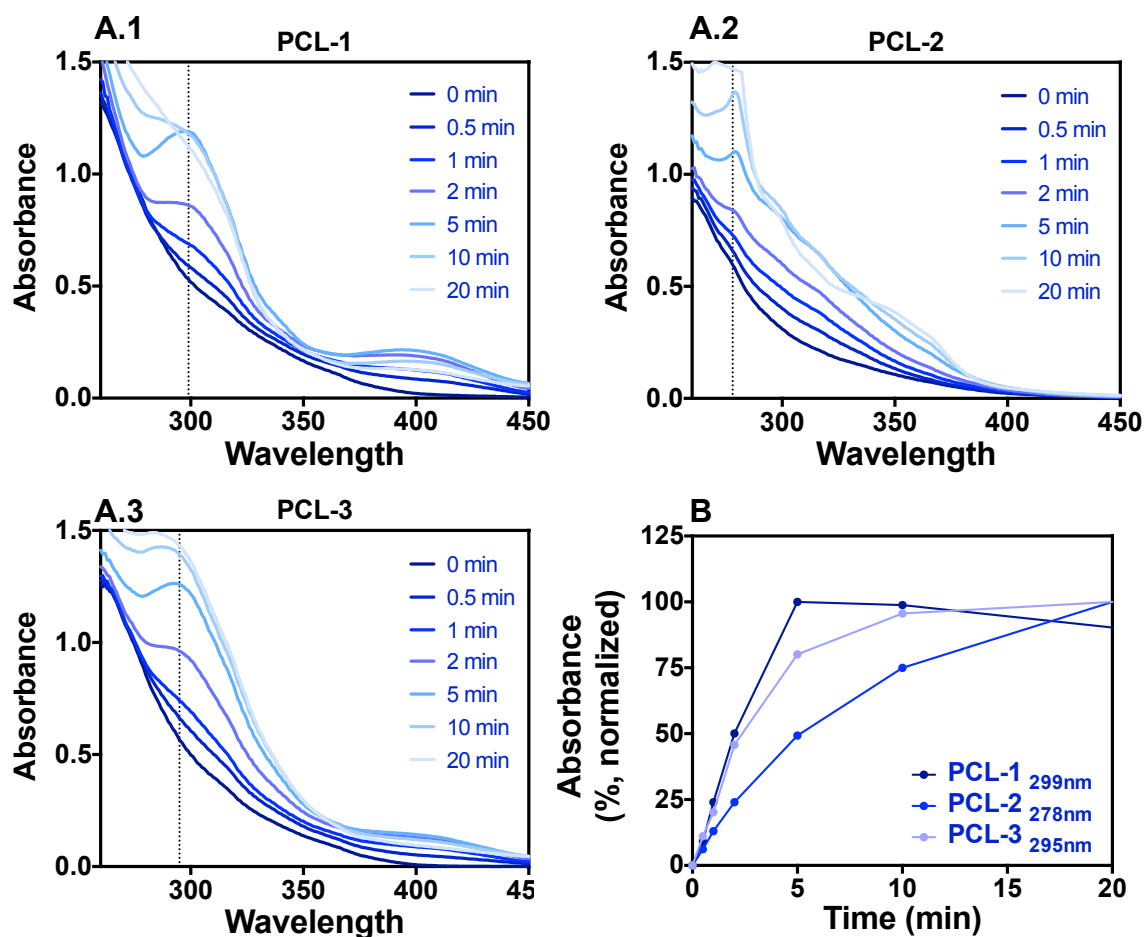 A.1
PCL-1
1.5
1.0
0.5
0.0
Absorbance
0 min
0.5 min
1 min
2 min
5 min
10 min
20 min
300
350
400
450
Wavelength
A.2
PCL-2
1.5
1.0
0.5
0.0
Absorbance
0 min
0.5 min
1 min
2 min
5 min
10 min
20 min
300
350
400
450
Wavelength
A.3
PCL-3
1.5
1.0
0.5
0.0
Absorbance
0 min
0.5 min
1 min
2 min
5 min
10 min
20 min
300
350
400
45
Wavelength
B
125
100
75
50
25
0
Absorbance
(%, normalized)
PCL-1 299nm
PCL-2 278nm
PCL-3 295nm
0
5
10
15
20
Time (min)